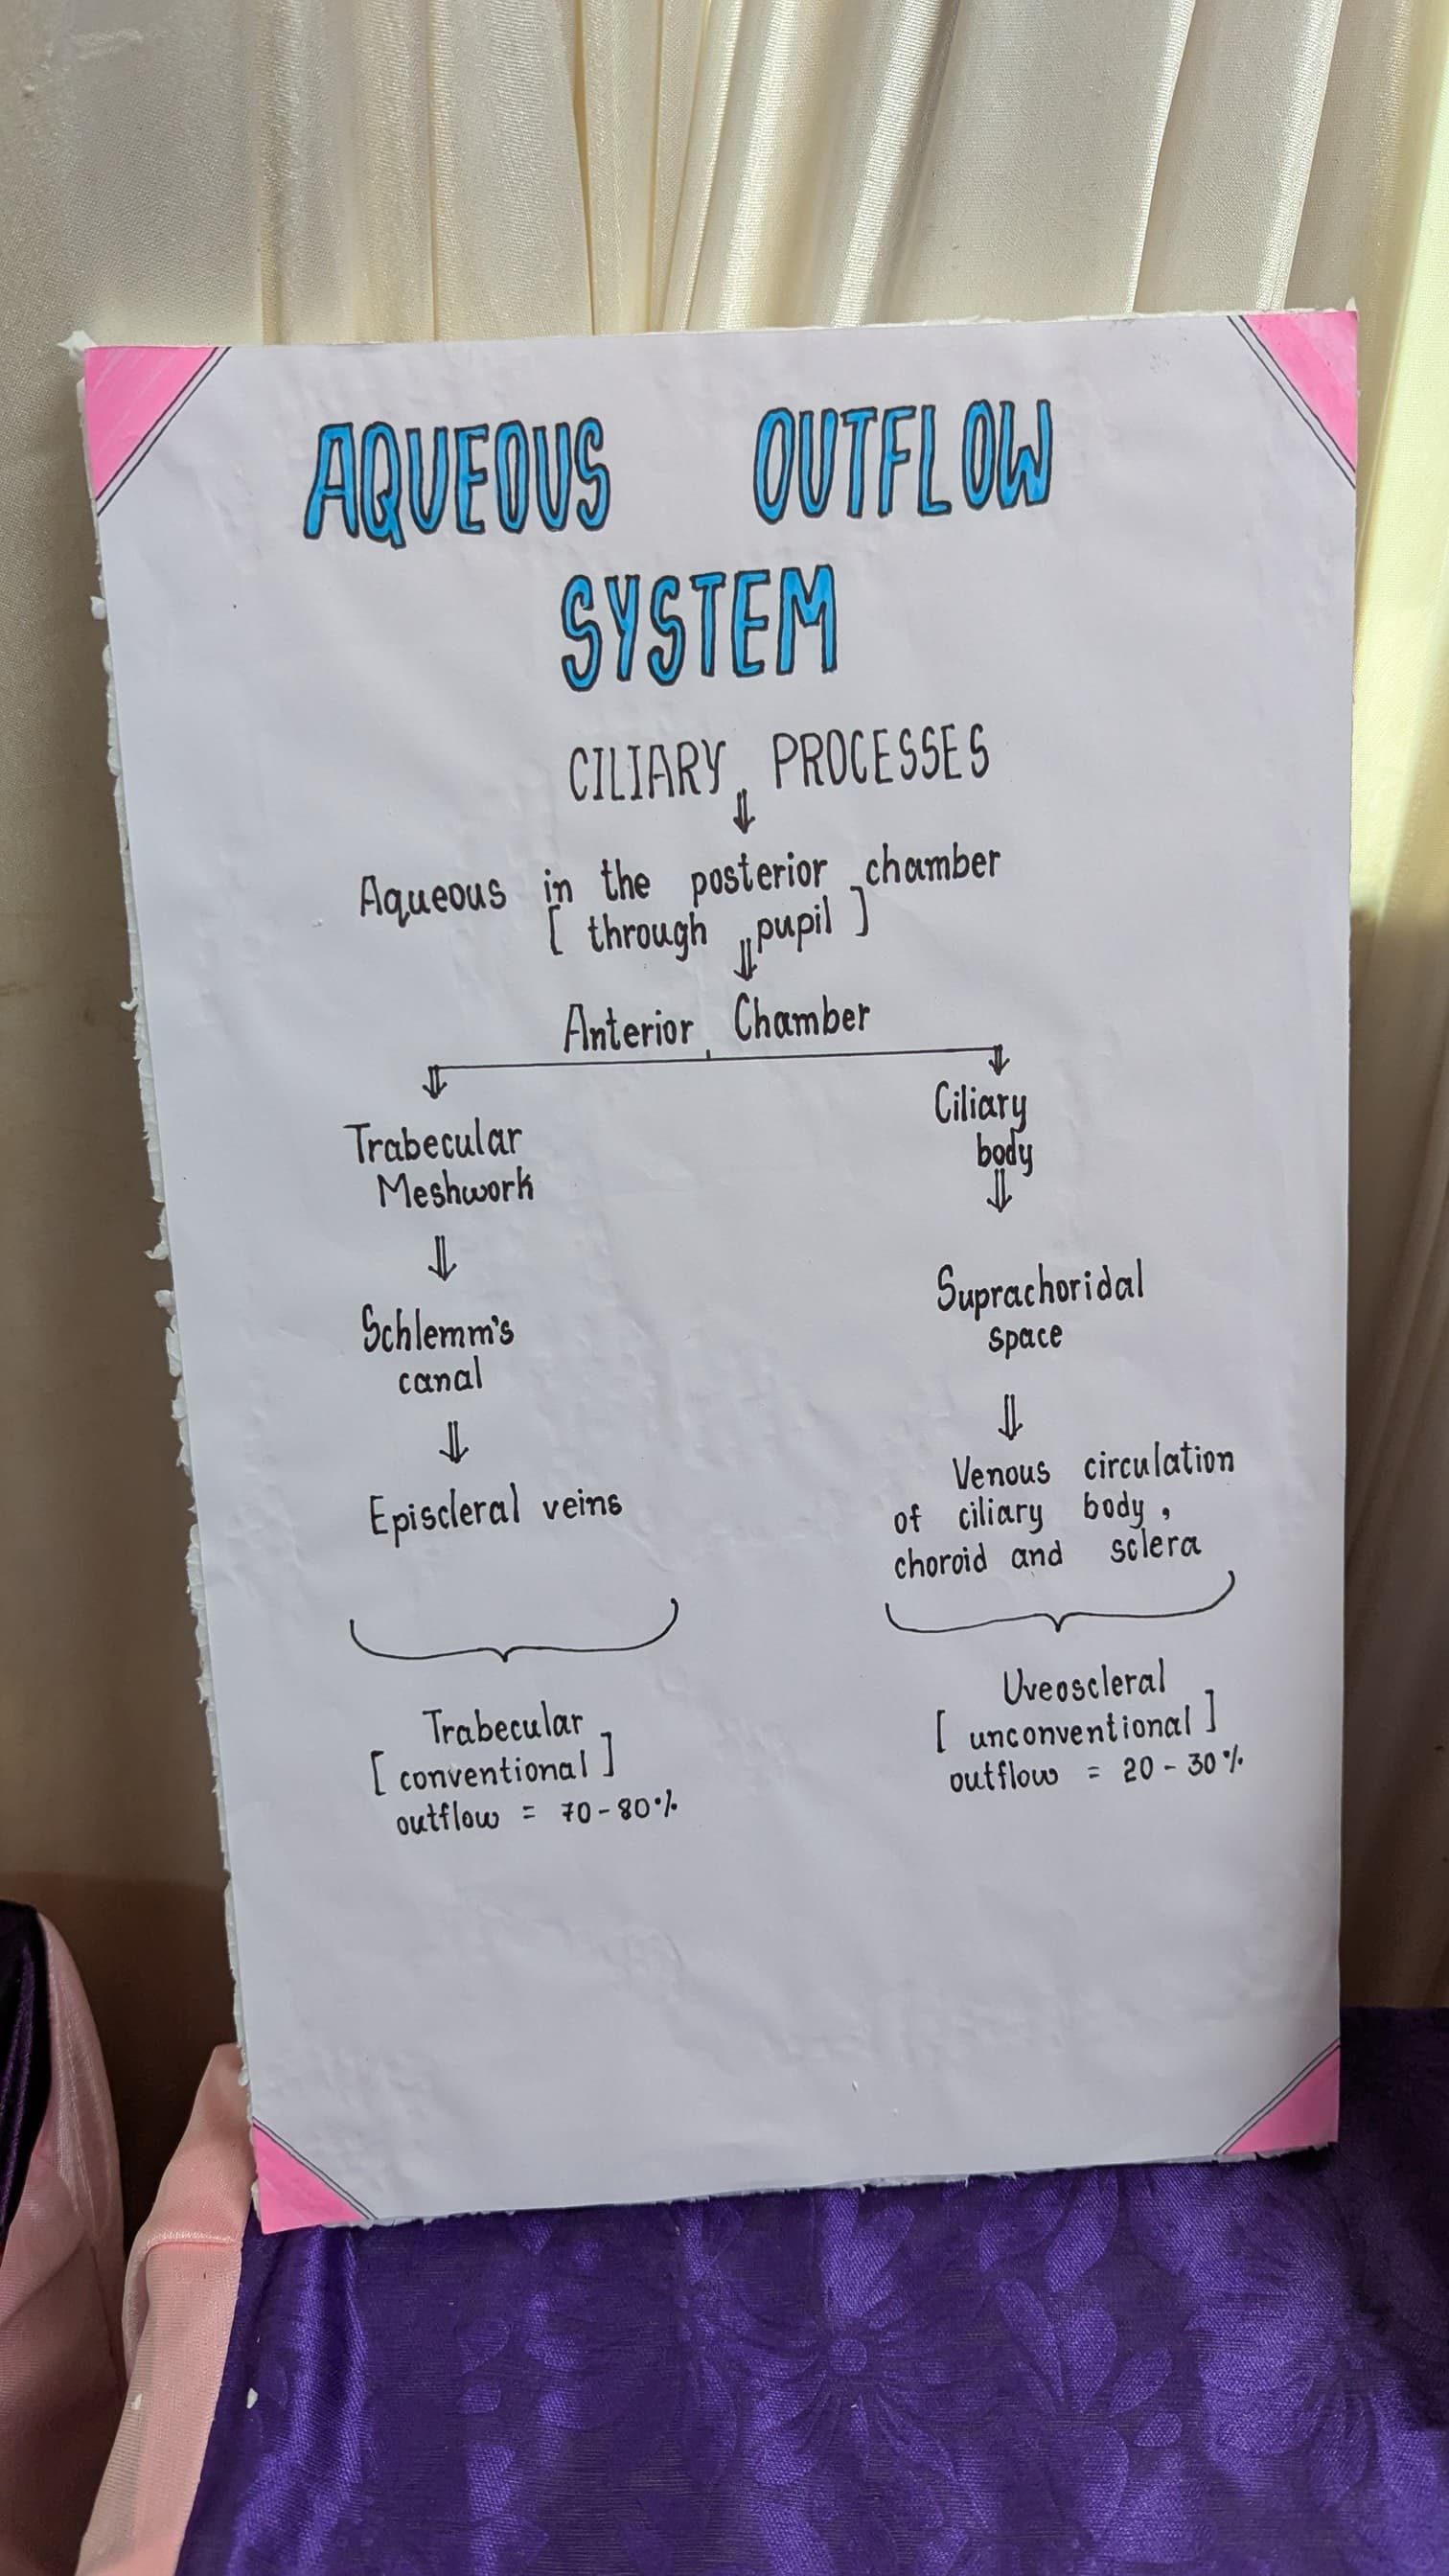 AQUEOUS OUTFLOW
SYSTEM
CILIARY PROCESSES
⇓
Aqueous in the posterior chamber
[ through pupil ]
⇓
Anterior Chamber
⇓ ⇓
Trabecular
Meshwork
⇓
Schlemm's
canal
⇓
Episcleral veins
Trabecular
[ conventional ]
outflow = 70-80%
Ciliary
body
⇓
Suprachoridal
space
⇓
Venous circulation
of ciliary body,
choroid and sclera
Uveoscleral
[ unconventional ]
outflow = 20-30%